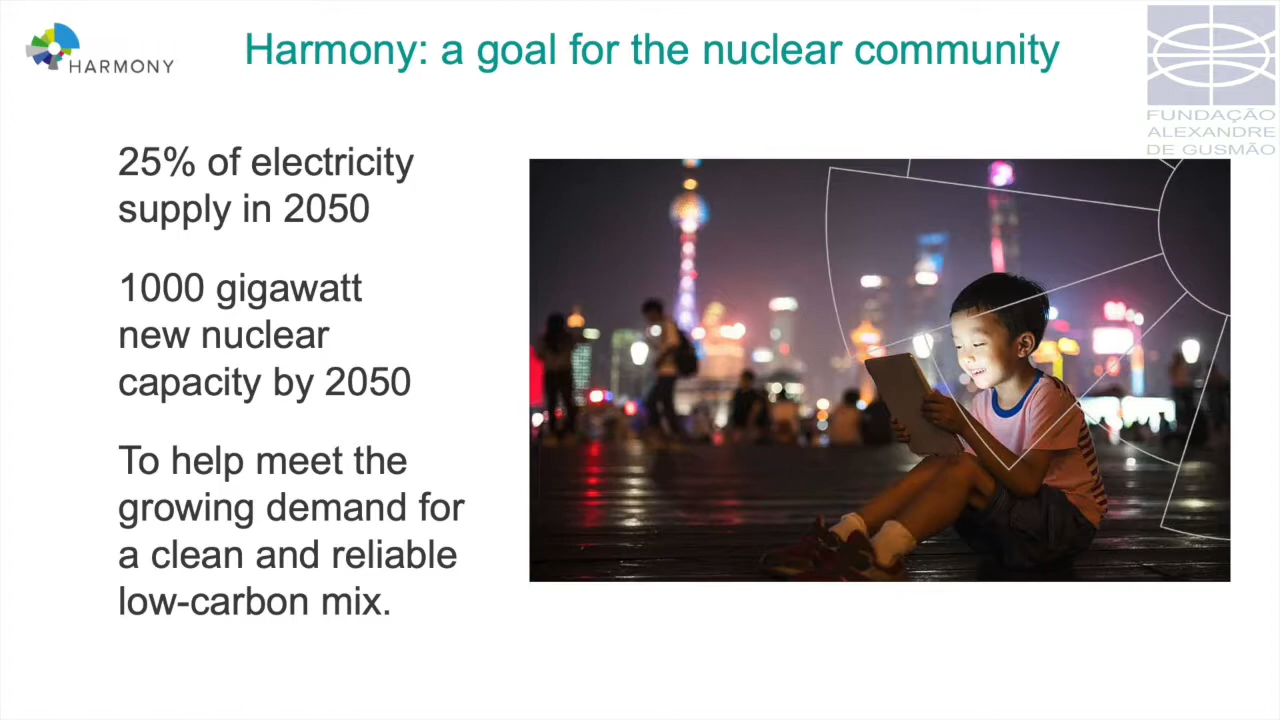 HARMONY
Harmony: a goal for the nuclear community
FUNDAÇÃO
ALEXANDRE
DE GUSMÃO
25% of electricity
supply in 2050
1000 gigawatt
new nuclear
capacity by 2050
To help meet the
growing demand for
a clean and reliable
low-carbon mix.